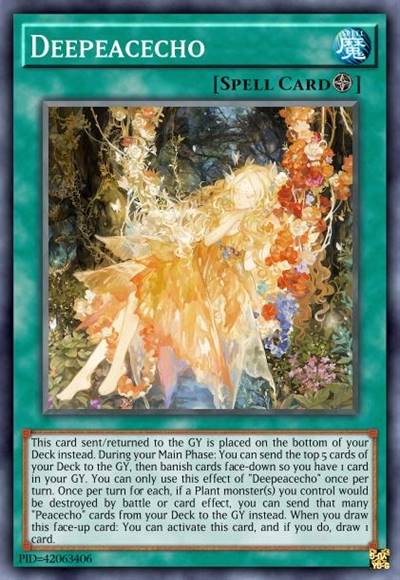 Deepeacecho
魔
[Spell Card]
This card sent/returned to the GY is placed on the bottom of your
Deck instead. During your Main Phase: You can send the top 5 cards of
your Deck to the GY, then banish cards face-down so you have 1 card
in your GY. You can only use this effect of "Deepeacecho" once per
turn. Once per turn for each, if a Plant monster(s) you control would
be destroyed by battle or card effect, you can send that many
"Peacecho" cards from your Deck to the GY instead. When you draw
this face-up card: You can activate this card, and if you do, draw 1
card.
PID=42063406